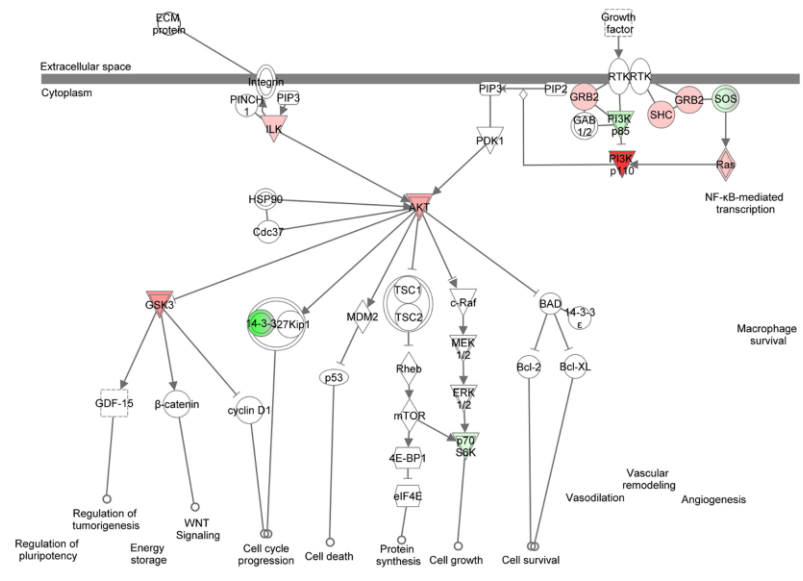 ECM
protein
Growth
factor
Extracellular space
Cytoplasm
Integrin
RTK
RTK
PINCH
1
PIP3
ILK
PIP3
PIP2
GRB2
GAB
1/2
PI3K
p85
SHC
GRB2
SOS
PDK1
PI3K
p110
Ras
NF-κB-mediated
transcription
HSP90
Cdc37
AKT
GSK3
14-3-3
27Kip1
MDM2
TSC1
TSC2
c-Raf
BAD
14-3-3
ε
Macrophage
survival
MEK
1/2
p53
Rheb
Bcl-2
Bcl-XL
GDF-15
β-catenin
cyclin D1
ERK
1/2
mTOR
p70
S6K
4E-BP1
eIF4E
Vascular
remodeling
Vasodilation
Angiogenesis
Regulation of
tumorigenesis
WNT
Signaling
Regulation of
pluripotency
Energy
storage
Cell cycle
progression
Cell death
Protein
synthesis
Cell growth
Cell survival